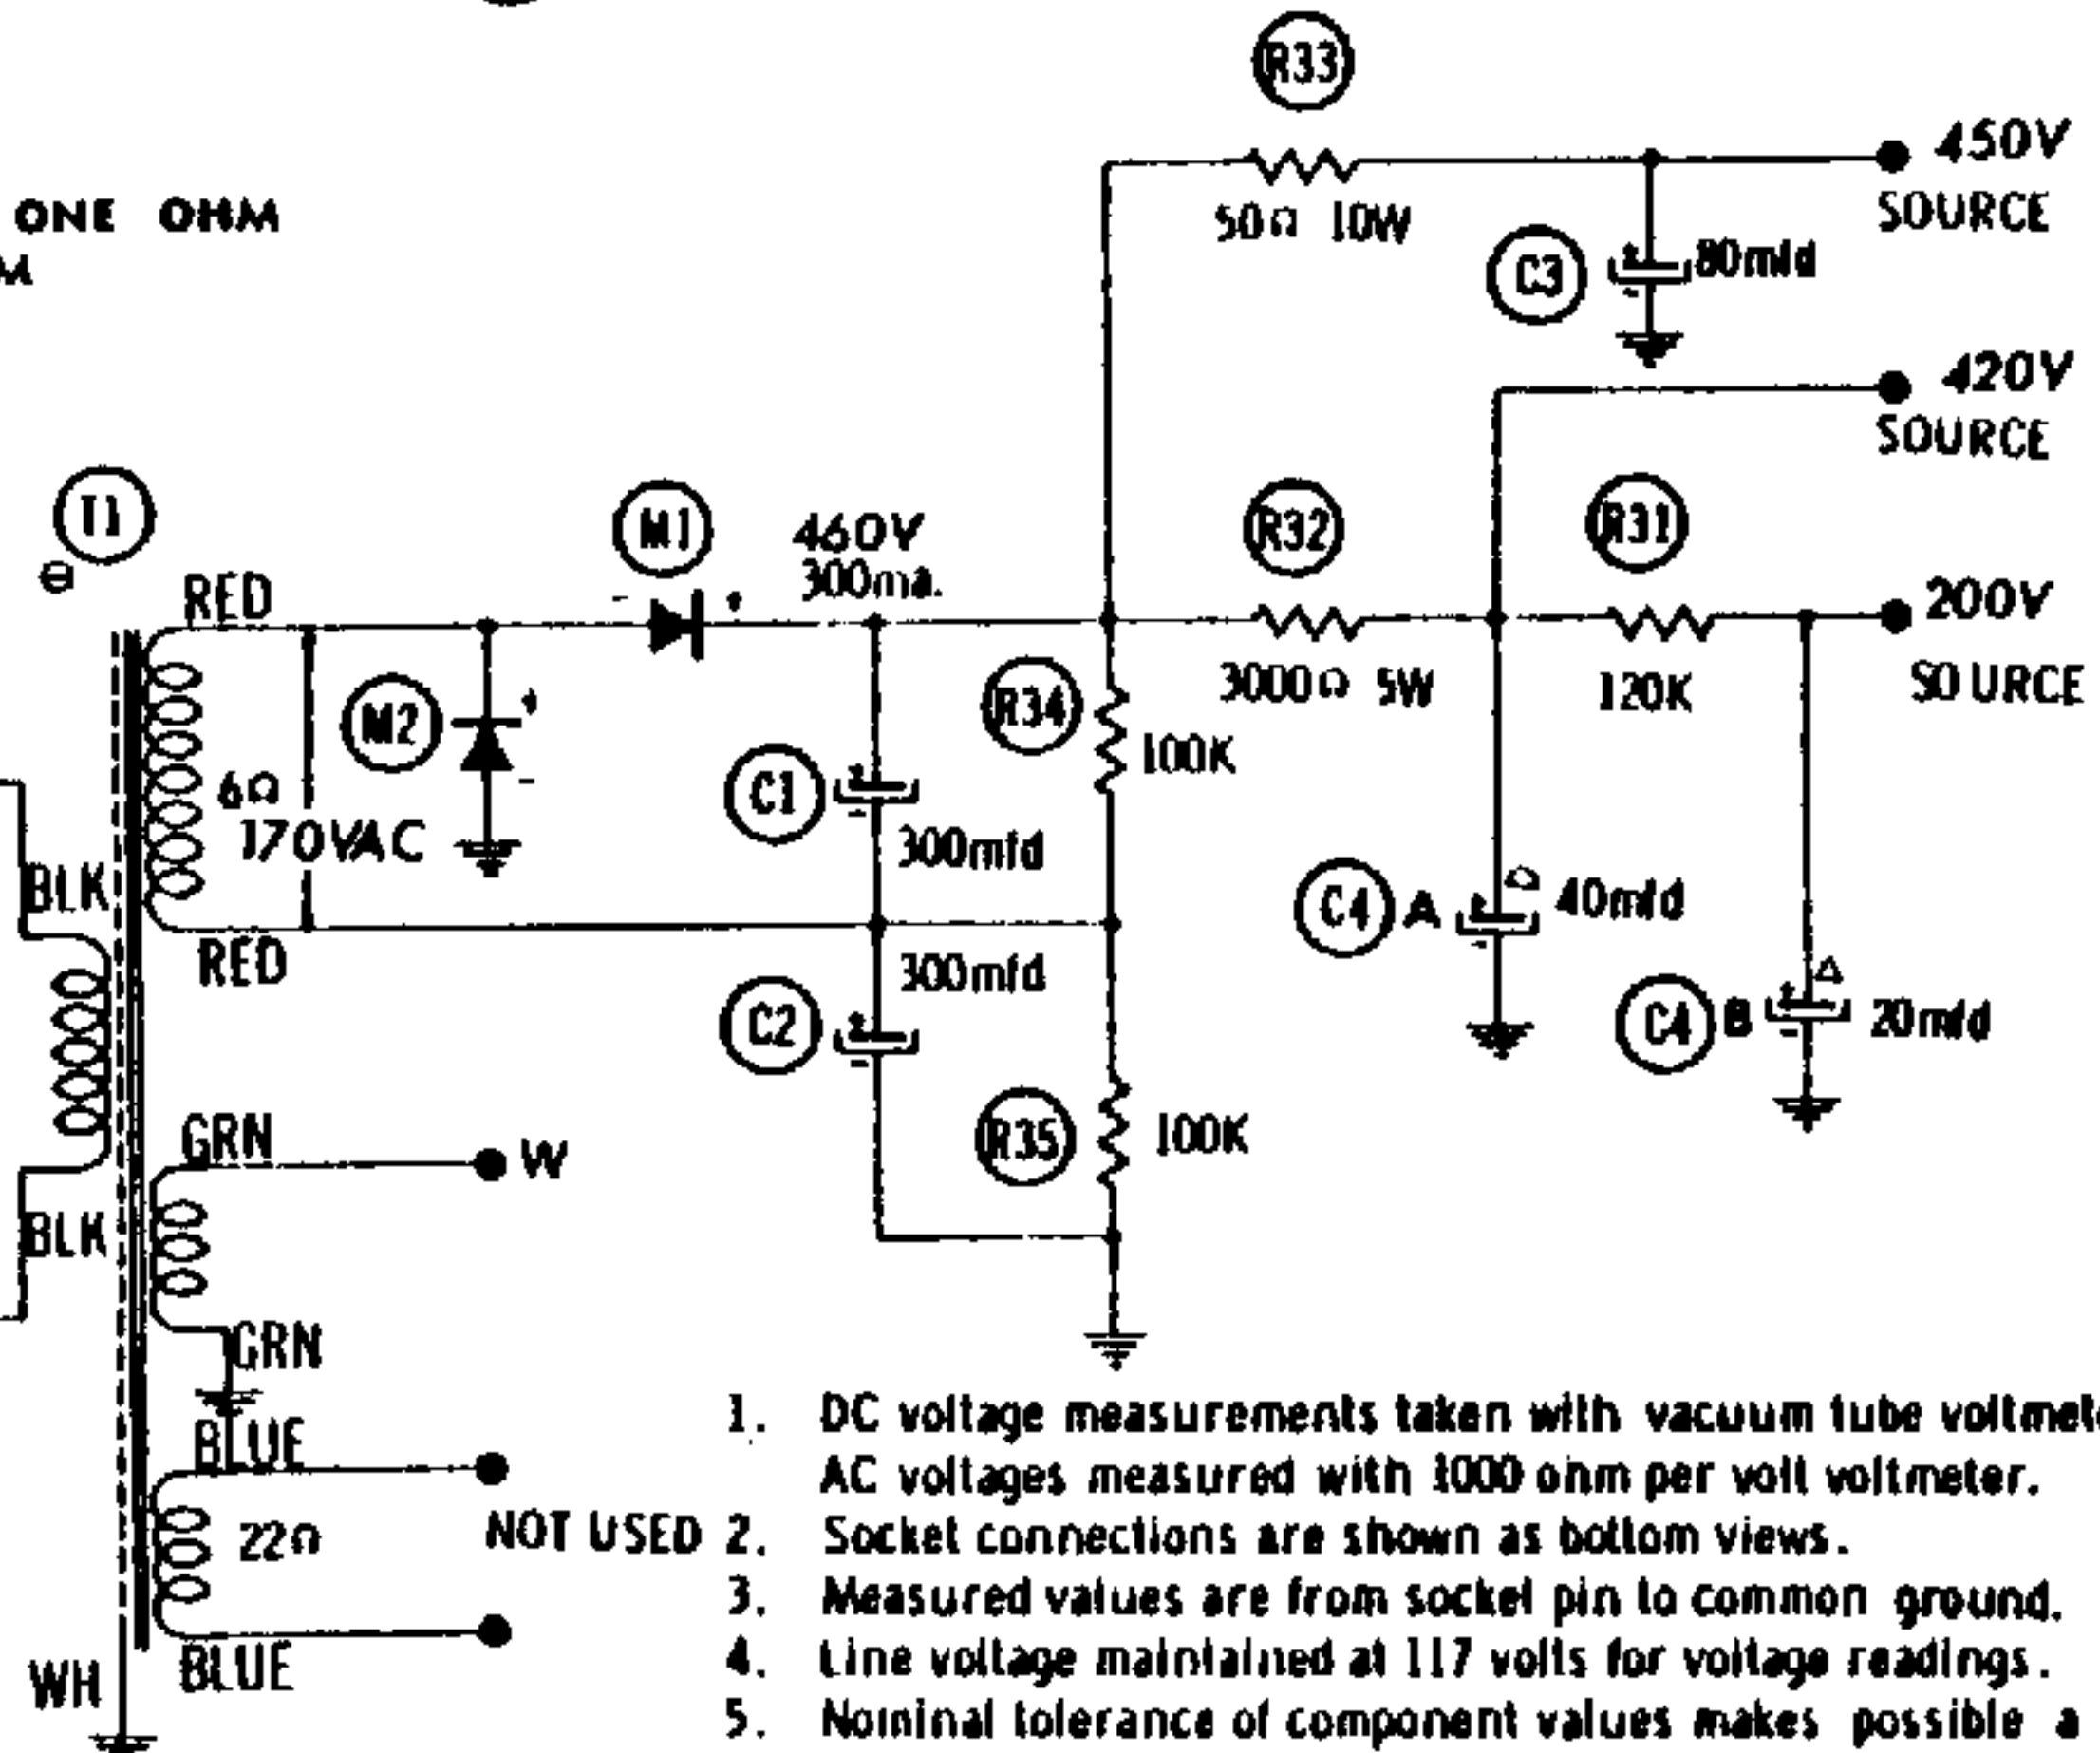 R33
450V
SOURCE
50Ω 10W
ONE OHM
M
C3
80mfd
420V
SOURCE
T1
M1
460V
300ma.
R32
R31
RED
- +
200V
SOURCE
3000Ω 5W
120K
R34
100K
M2
+
-
6Ω
170VAC
C1
+
-
300mfd
BLK
C4 A
40mfd
RED
300mfd
C2
+
-
C4 B
20mfd
GRN
W
R35
100K
BLK
GRN
BLUE
22Ω
NOT USED
BLUE
WH
1. DC voltage measurements taken with vacuum tube voltmet
AC voltages measured with 1000 ohm per volt voltmeter.
2. Socket connections are shown as bottom views.
3. Measured values are from socket pin to common ground.
4. Line voltage maintained at 117 volts for voltage readings.
5. Nominal tolerance of component values makes possible a